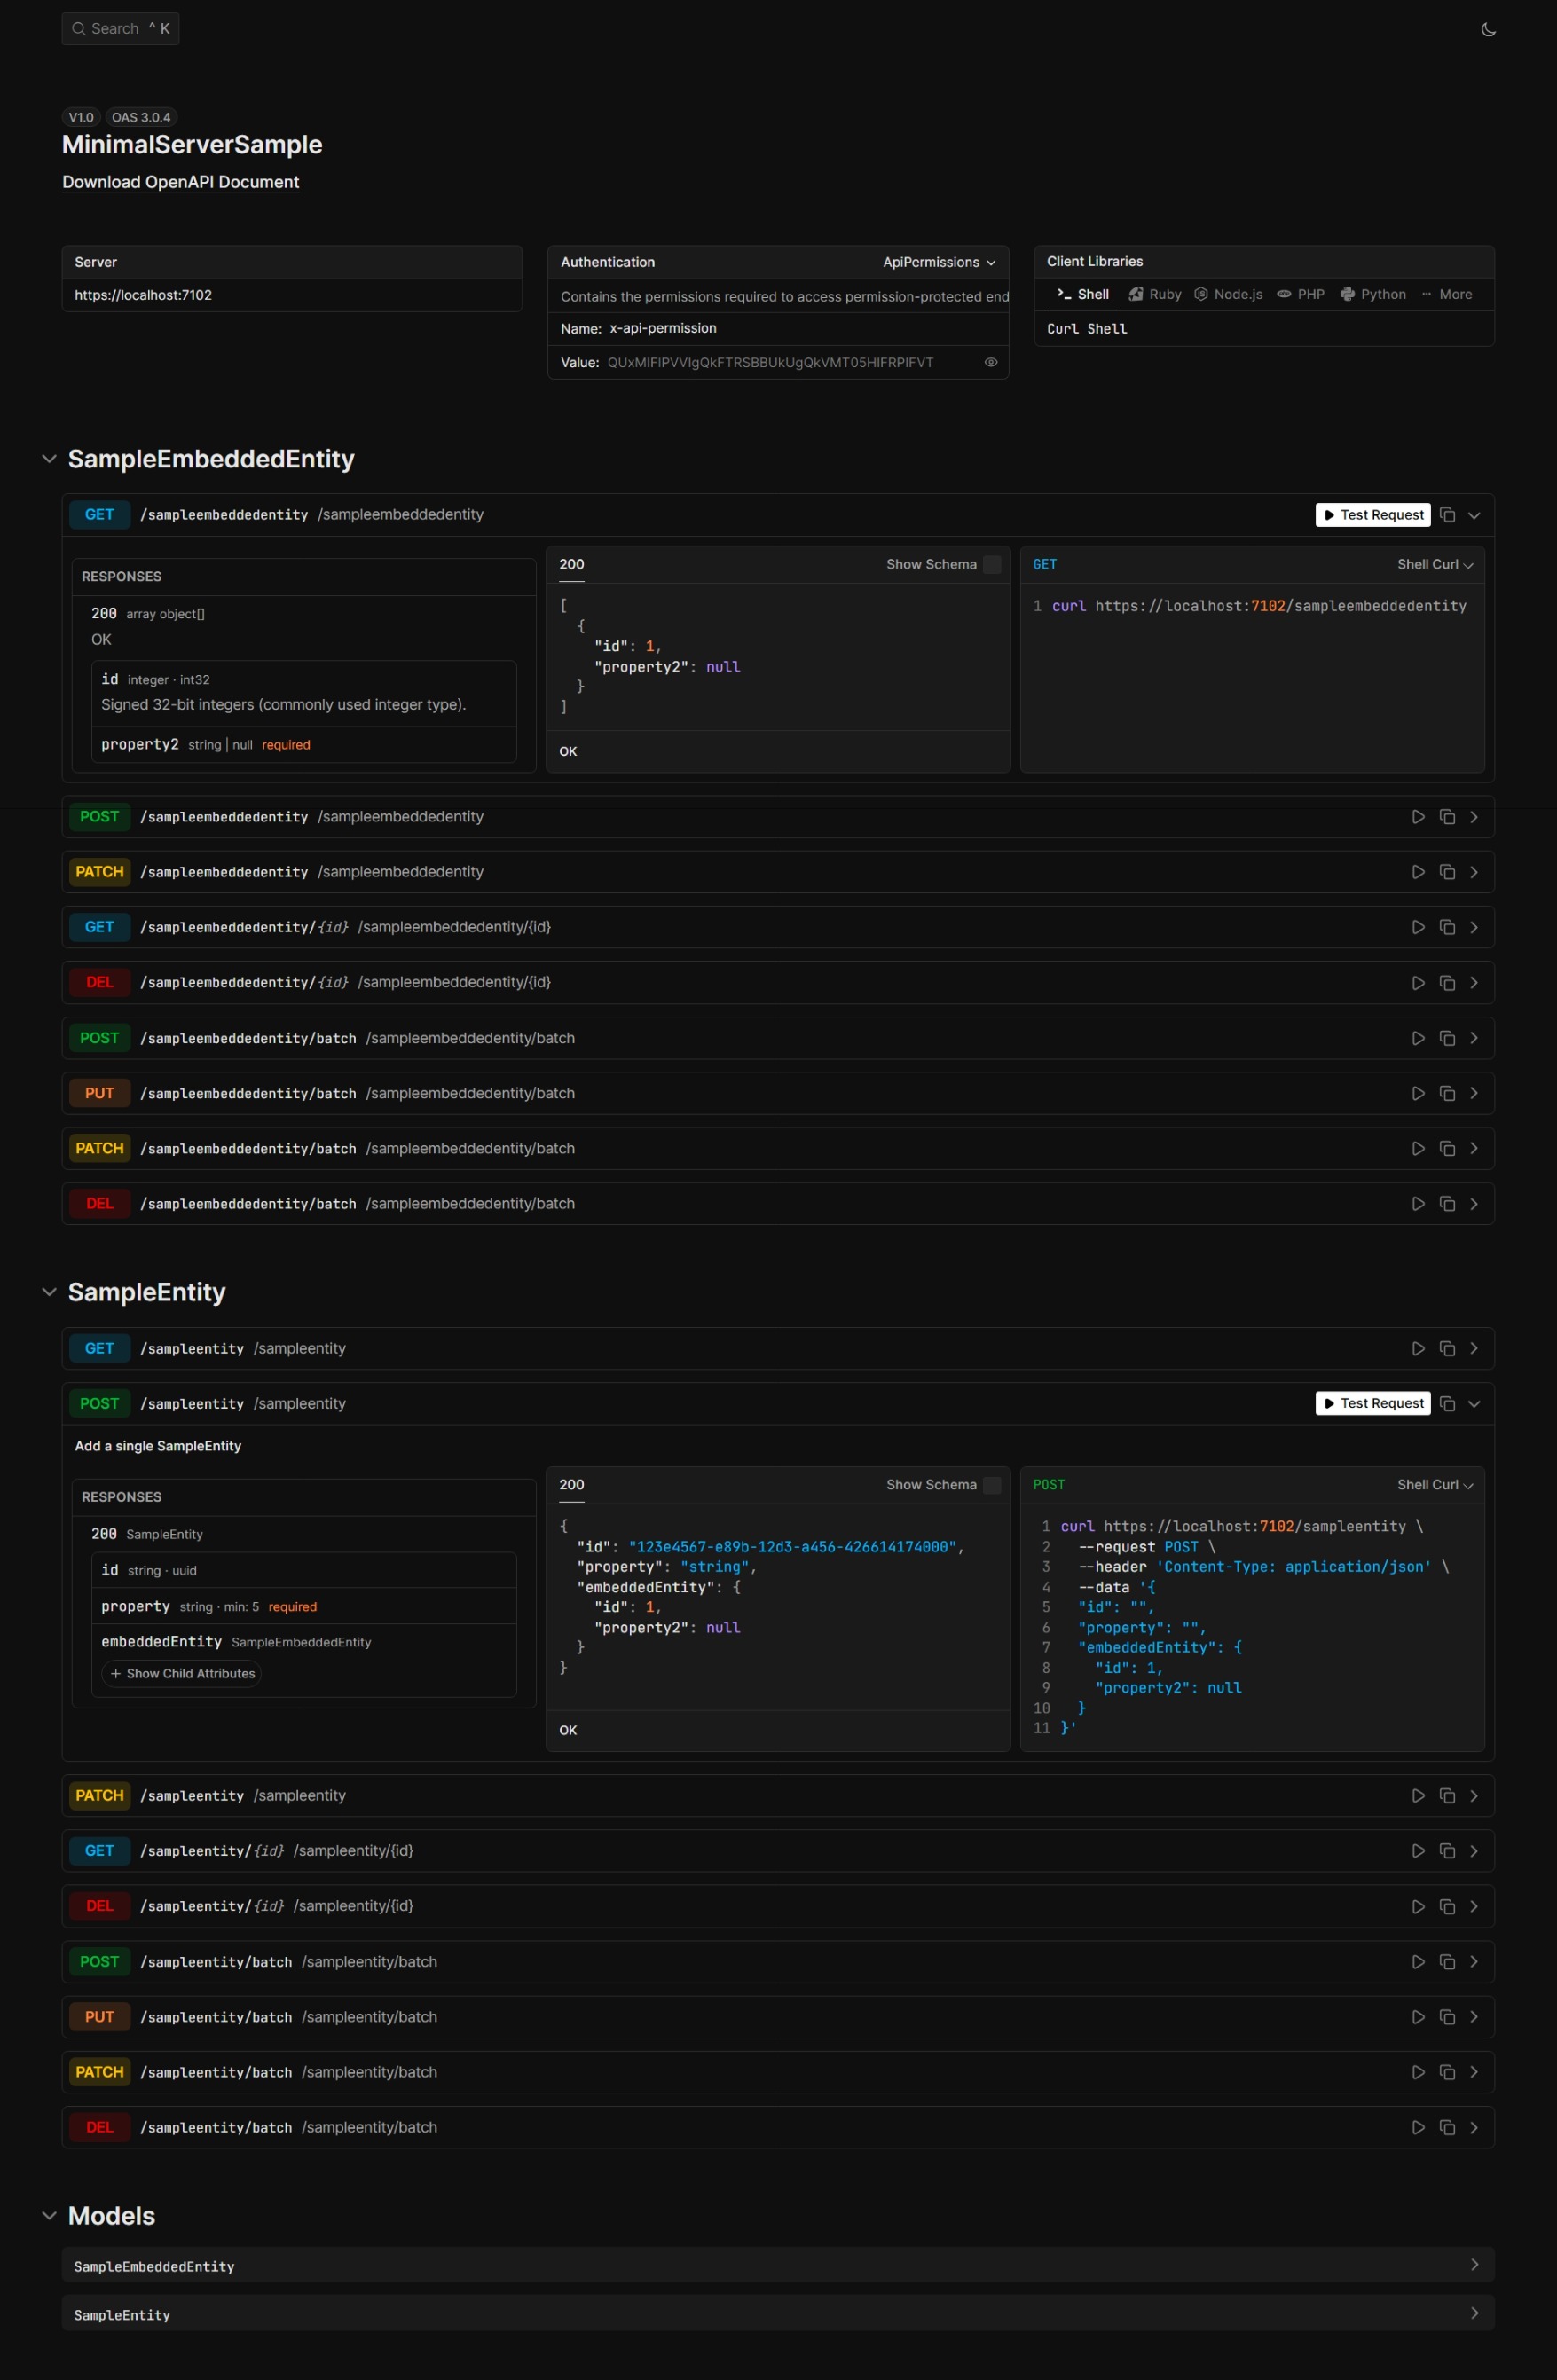 Search ^ K
V1.0 OAS 3.0.4
MinimalServerSample
Download OpenAPI Document
Server
https://localhost:7102
Authentication ApiPermissions
Contains the permissions required to access permission-protected end
Name: x-api-permission
Value: QUxMIFlPVVIgQkFTRSBBUkUgQkVMT05HIFRPIFVT
Client Libraries
Shell Ruby Node.js PHP Python More
Curl Shell
SampleEmbeddedEntity
GET /sampleembeddedentity /sampleembeddedentity Test Request
RESPONSES
200 array object[]
OK
id integer · int32
Signed 32-bit integers (commonly used integer type).
property2 string | null required
200 Show Schema
[
{
"id": 1,
"property2": null
}
]
OK
GET Shell Curl
1 curl https://localhost:7102/sampleembeddedentity
POST /sampleembeddedentity /sampleembeddedentity
PATCH /sampleembeddedentity /sampleembeddedentity
GET /sampleembeddedentity/{id} /sampleembeddedentity/{id}
DEL /sampleembeddedentity/{id} /sampleembeddedentity/{id}
POST /sampleembeddedentity/batch /sampleembeddedentity/batch
PUT /sampleembeddedentity/batch /sampleembeddedentity/batch
PATCH /sampleembeddedentity/batch /sampleembeddedentity/batch
DEL /sampleembeddedentity/batch /sampleembeddedentity/batch
SampleEntity
GET /sampleentity /sampleentity
POST /sampleentity /sampleentity Test Request
Add a single SampleEntity
RESPONSES
200 SampleEntity
id string · uuid
property string · min: 5 required
embeddedEntity SampleEmbeddedEntity
+ Show Child Attributes
200 Show Schema
{
"id": "123e4567-e89b-12d3-a456-426614174000",
"property": "string",
"embeddedEntity": {
"id": 1,
"property2": null
}
}
OK
POST Shell Curl
1 curl https://localhost:7102/sampleentity \
2 --request POST \
3 --header 'Content-Type: application/json' \
4 --data '{
5 "id": "",
6 "property": "",
7 "embeddedEntity": {
8 "id": 1,
9 "property2": null
10 }
11 }'
PATCH /sampleentity /sampleentity
GET /sampleentity/{id} /sampleentity/{id}
DEL /sampleentity/{id} /sampleentity/{id}
POST /sampleentity/batch /sampleentity/batch
PUT /sampleentity/batch /sampleentity/batch
PATCH /sampleentity/batch /sampleentity/batch
DEL /sampleentity/batch /sampleentity/batch
Models
SampleEmbeddedEntity
SampleEntity